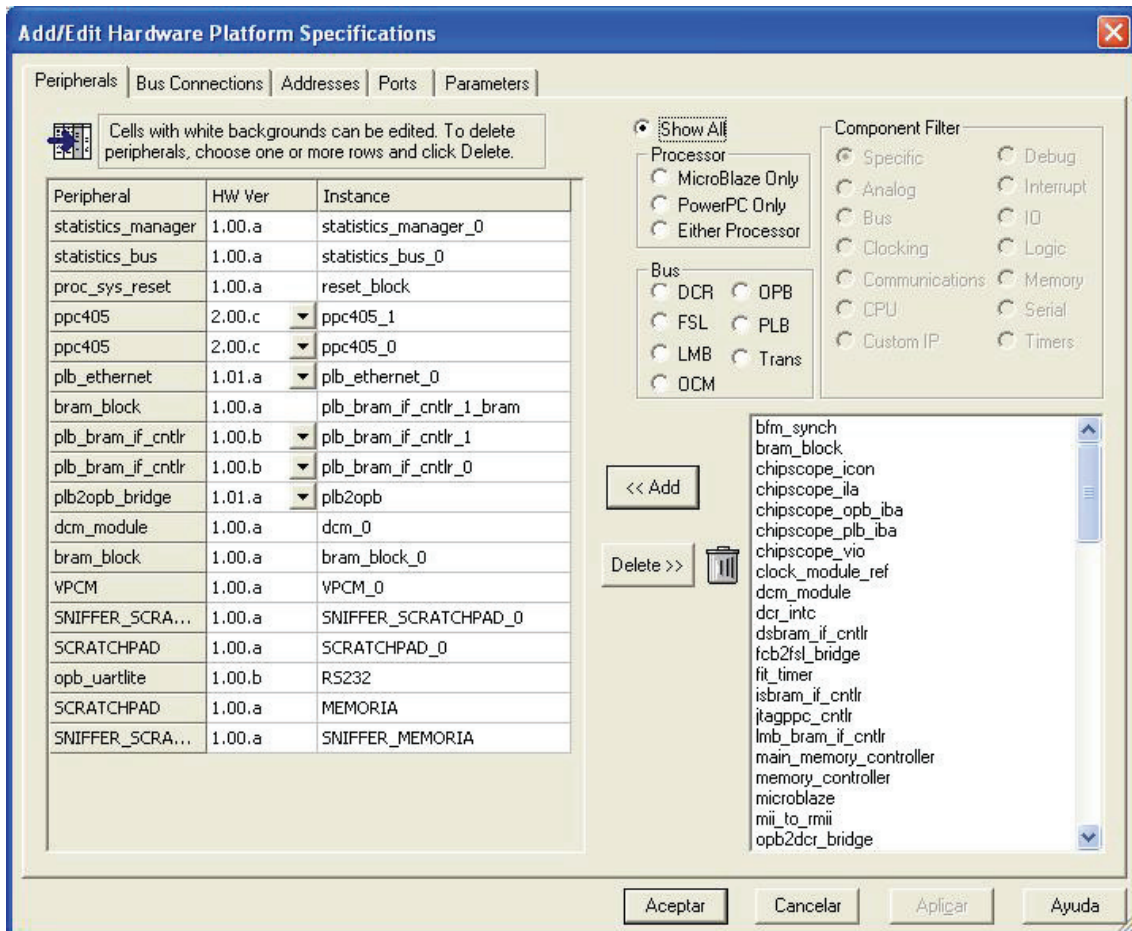 Add/Edit Hardware Platform Specifications
Peripherals Bus Connections Addresses Ports Parameters
Cells with white backgrounds can be edited. To delete
peripherals, choose one or more rows and click Delete.
Peripheral HW Ver Instance
statistics_manager 1.00.a statistics_manager_0
statistics_bus 1.00.a statistics_bus_0
proc_sys_reset 1.00.a reset_block
ppc405 2.00.c ppc405_1
ppc405 2.00.c ppc405_0
plb_ethernet 1.01.a plb_ethernet_0
bram_block 1.00.a plb_bram_if_cntlr_1_bram
plb_bram_if_cntlr 1.00.b plb_bram_if_cntlr_1
plb_bram_if_cntlr 1.00.b plb_bram_if_cntlr_0
plb2opb_bridge 1.01.a plb2opb
dcm_module 1.00.a dcm_0
bram_block 1.00.a bram_block_0
VPCM 1.00.a VPCM_0
SNIFFER_SCRA... 1.00.a SNIFFER_SCRATCHPAD_0
SCRATCHPAD 1.00.a SCRATCHPAD_0
opb_uartlite 1.00.b RS232
SCRATCHPAD 1.00.a MEMORIA
SNIFFER_SCRA... 1.00.a SNIFFER_MEMORIA
Show All
Processor
MicroBlaze Only
PowerPC Only
Either Processor
Bus
DCR OPB
FSL PLB
LMB Trans
OCM
Component Filter
Specific Debug
Analog Interrupt
Bus IO
Clocking Logic
Communications Memory
CPU Serial
Custom IP Timers
<< Add
Delete >>
bfm_synch
bram_block
chipscope_icon
chipscope_ila
chipscope_opb_iba
chipscope_plb_iba
chipscope_vio
clock_module_ref
dcm_module
dcr_intc
dsbram_if_cntlr
fcb2fsl_bridge
fit_timer
isbram_if_cntlr
jtagppc_cntlr
lmb_bram_if_cntlr
main_memory_controller
memory_controller
microblaze
mii_to_rmii
opb2dcr_bridge
Aceptar Cancelar Aplicar Ayuda